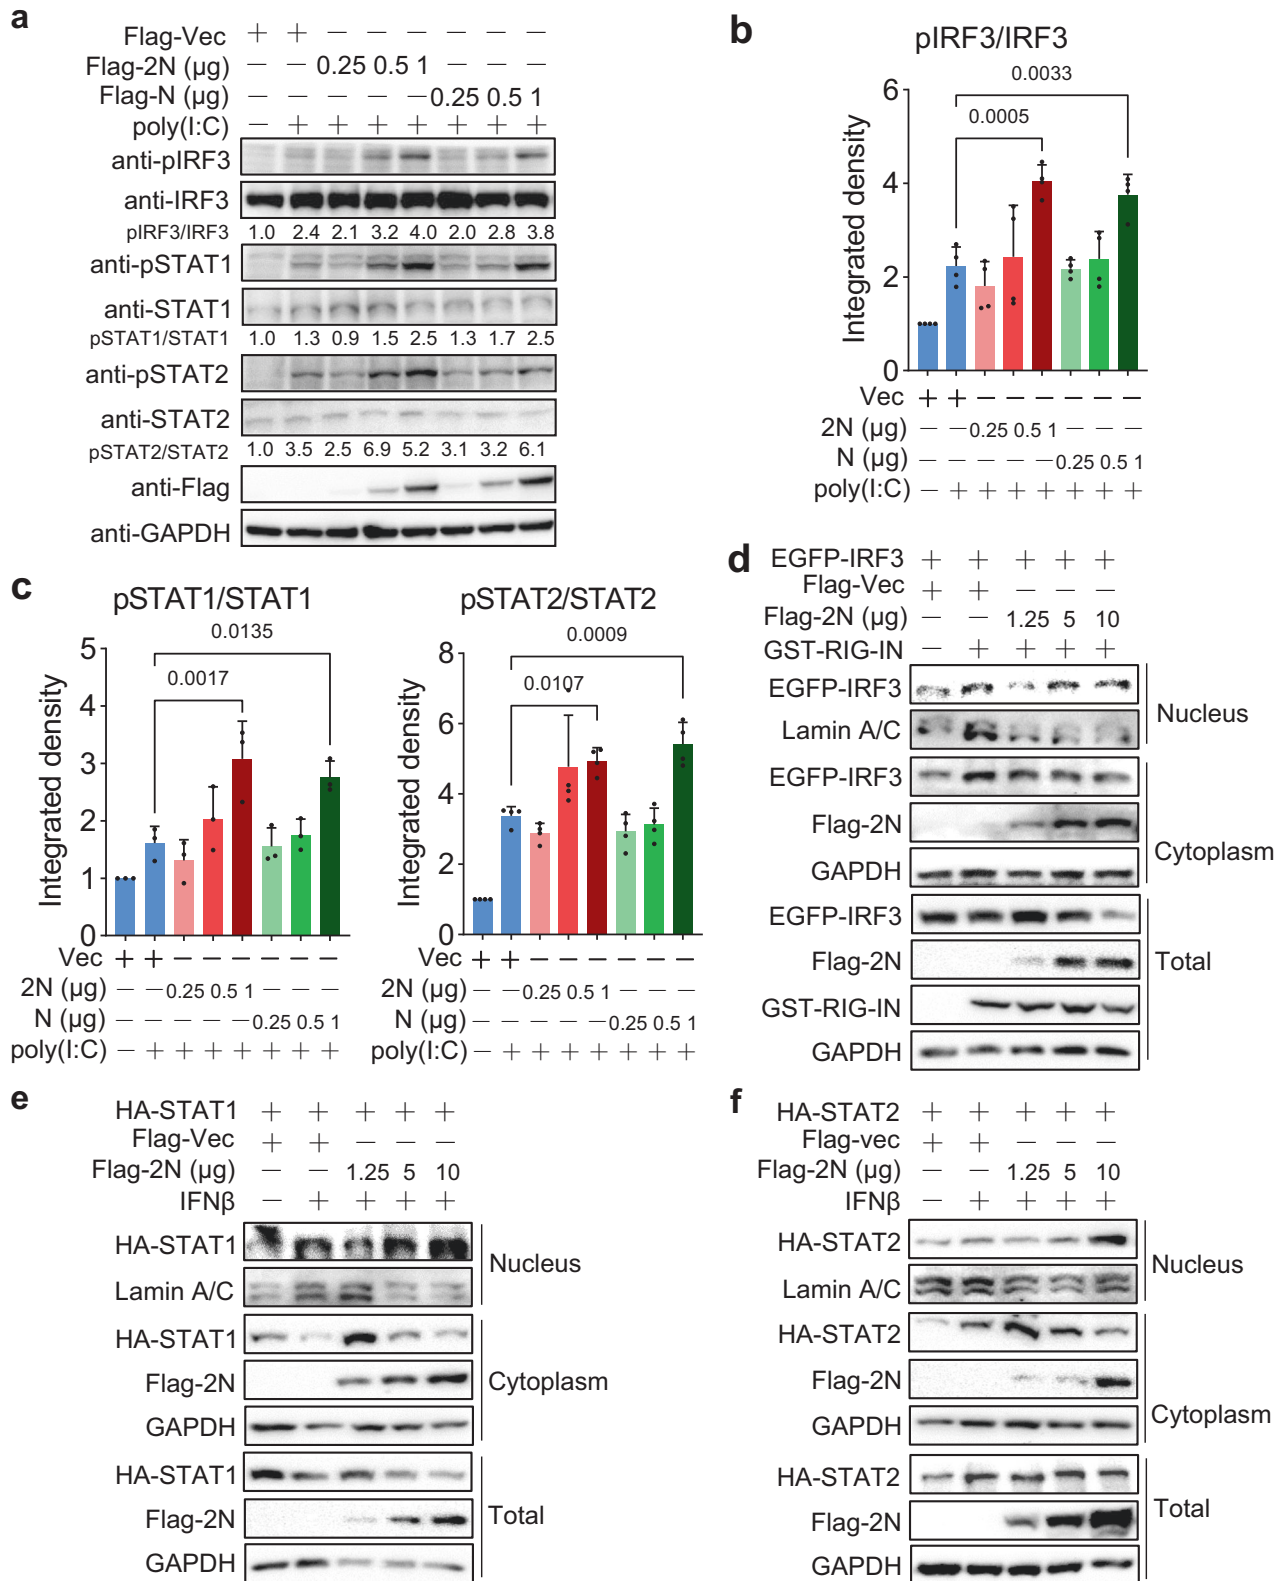 a
Flag-Vec + + — — — — — —
Flag-2N (μg) — — 0.25 0.5 1 — — —
Flag-N (μg) — — — — — 0.25 0.5 1
poly(I:C) — + + + + + + +
anti-pIRF3
anti-IRF3
pIRF3/IRF3 1.0 2.4 2.1 3.2 4.0 2.0 2.8 3.8
anti-pSTAT1
anti-STAT1
pSTAT1/STAT1 1.0 1.3 0.9 1.5 2.5 1.3 1.7 2.5
anti-pSTAT2
anti-STAT2
pSTAT2/STAT2 1.0 3.5 2.5 6.9 5.2 3.1 3.2 6.1
anti-Flag
anti-GAPDH
b
pIRF3/IRF3
0.0033
0.0005
Integrated density
6
4
2
0
Vec + + — — — — — —
2N (μg) — — 0.25 0.5 1 — — —
N (μg) — — — — — 0.25 0.5 1
poly(I:C) — + + + + + + +
c
pSTAT1/STAT1
0.0135
0.0017
Integrated density
5
4
3
2
1
0
Vec + + — — — — — —
2N (μg) — — 0.25 0.5 1 — — —
N (μg) — — — — — 0.25 0.5 1
poly(I:C) — + + + + + + +
pSTAT2/STAT2
0.0009
0.0107
Integrated density
8
6
4
2
0
Vec + + — — — — — —
2N (μg) — — 0.25 0.5 1 — — —
N (μg) — — — — — 0.25 0.5 1
poly(I:C) — + + + + + + +
d
EGFP-IRF3 + + + + +
Flag-Vec + + — — —
Flag-2N (μg) — — 1.25 5 10
GST-RIG-IN — + + + +
EGFP-IRF3
Lamin A/C
Nucleus
EGFP-IRF3
Flag-2N
GAPDH
Cytoplasm
EGFP-IRF3
Flag-2N
GST-RIG-IN
GAPDH
Total
e
HA-STAT1 + + + + +
Flag-Vec + + — — —
Flag-2N (μg) — — 1.25 5 10
IFNβ — + + + +
HA-STAT1
Lamin A/C
Nucleus
HA-STAT1
Flag-2N
GAPDH
Cytoplasm
HA-STAT1
Flag-2N
GAPDH
Total
f
HA-STAT2 + + + + +
Flag-vec + + — — —
Flag-2N (μg) — — 1.25 5 10
IFNβ — + + + +
HA-STAT2
Lamin A/C
Nucleus
HA-STAT2
Flag-2N
GAPDH
Cytoplasm
HA-STAT2
Flag-2N
GAPDH
Total